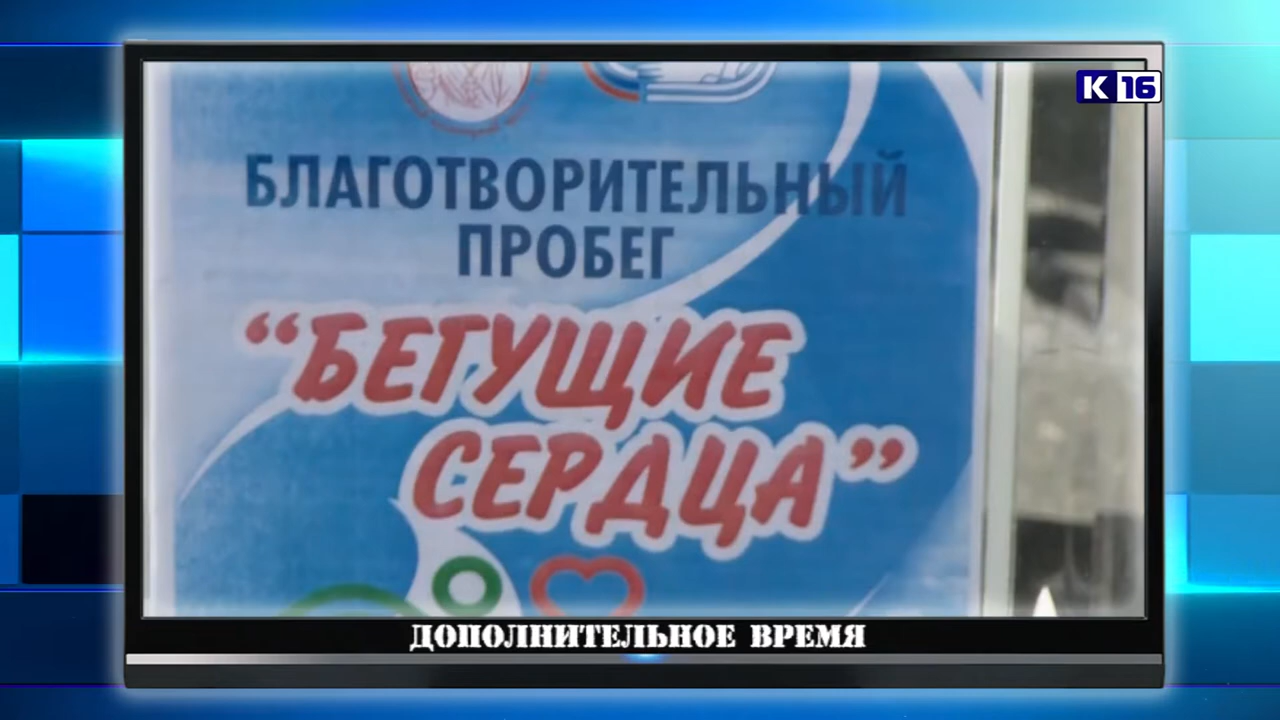 К 16
БЛАГОТВОРИТЕЛЬНЫЙ
ПРОБЕГ
“БЕГУЩИЕ
СЕРДЦА”
ДОПОЛНИТЕЛЬНОЕ ВРЕМЯ